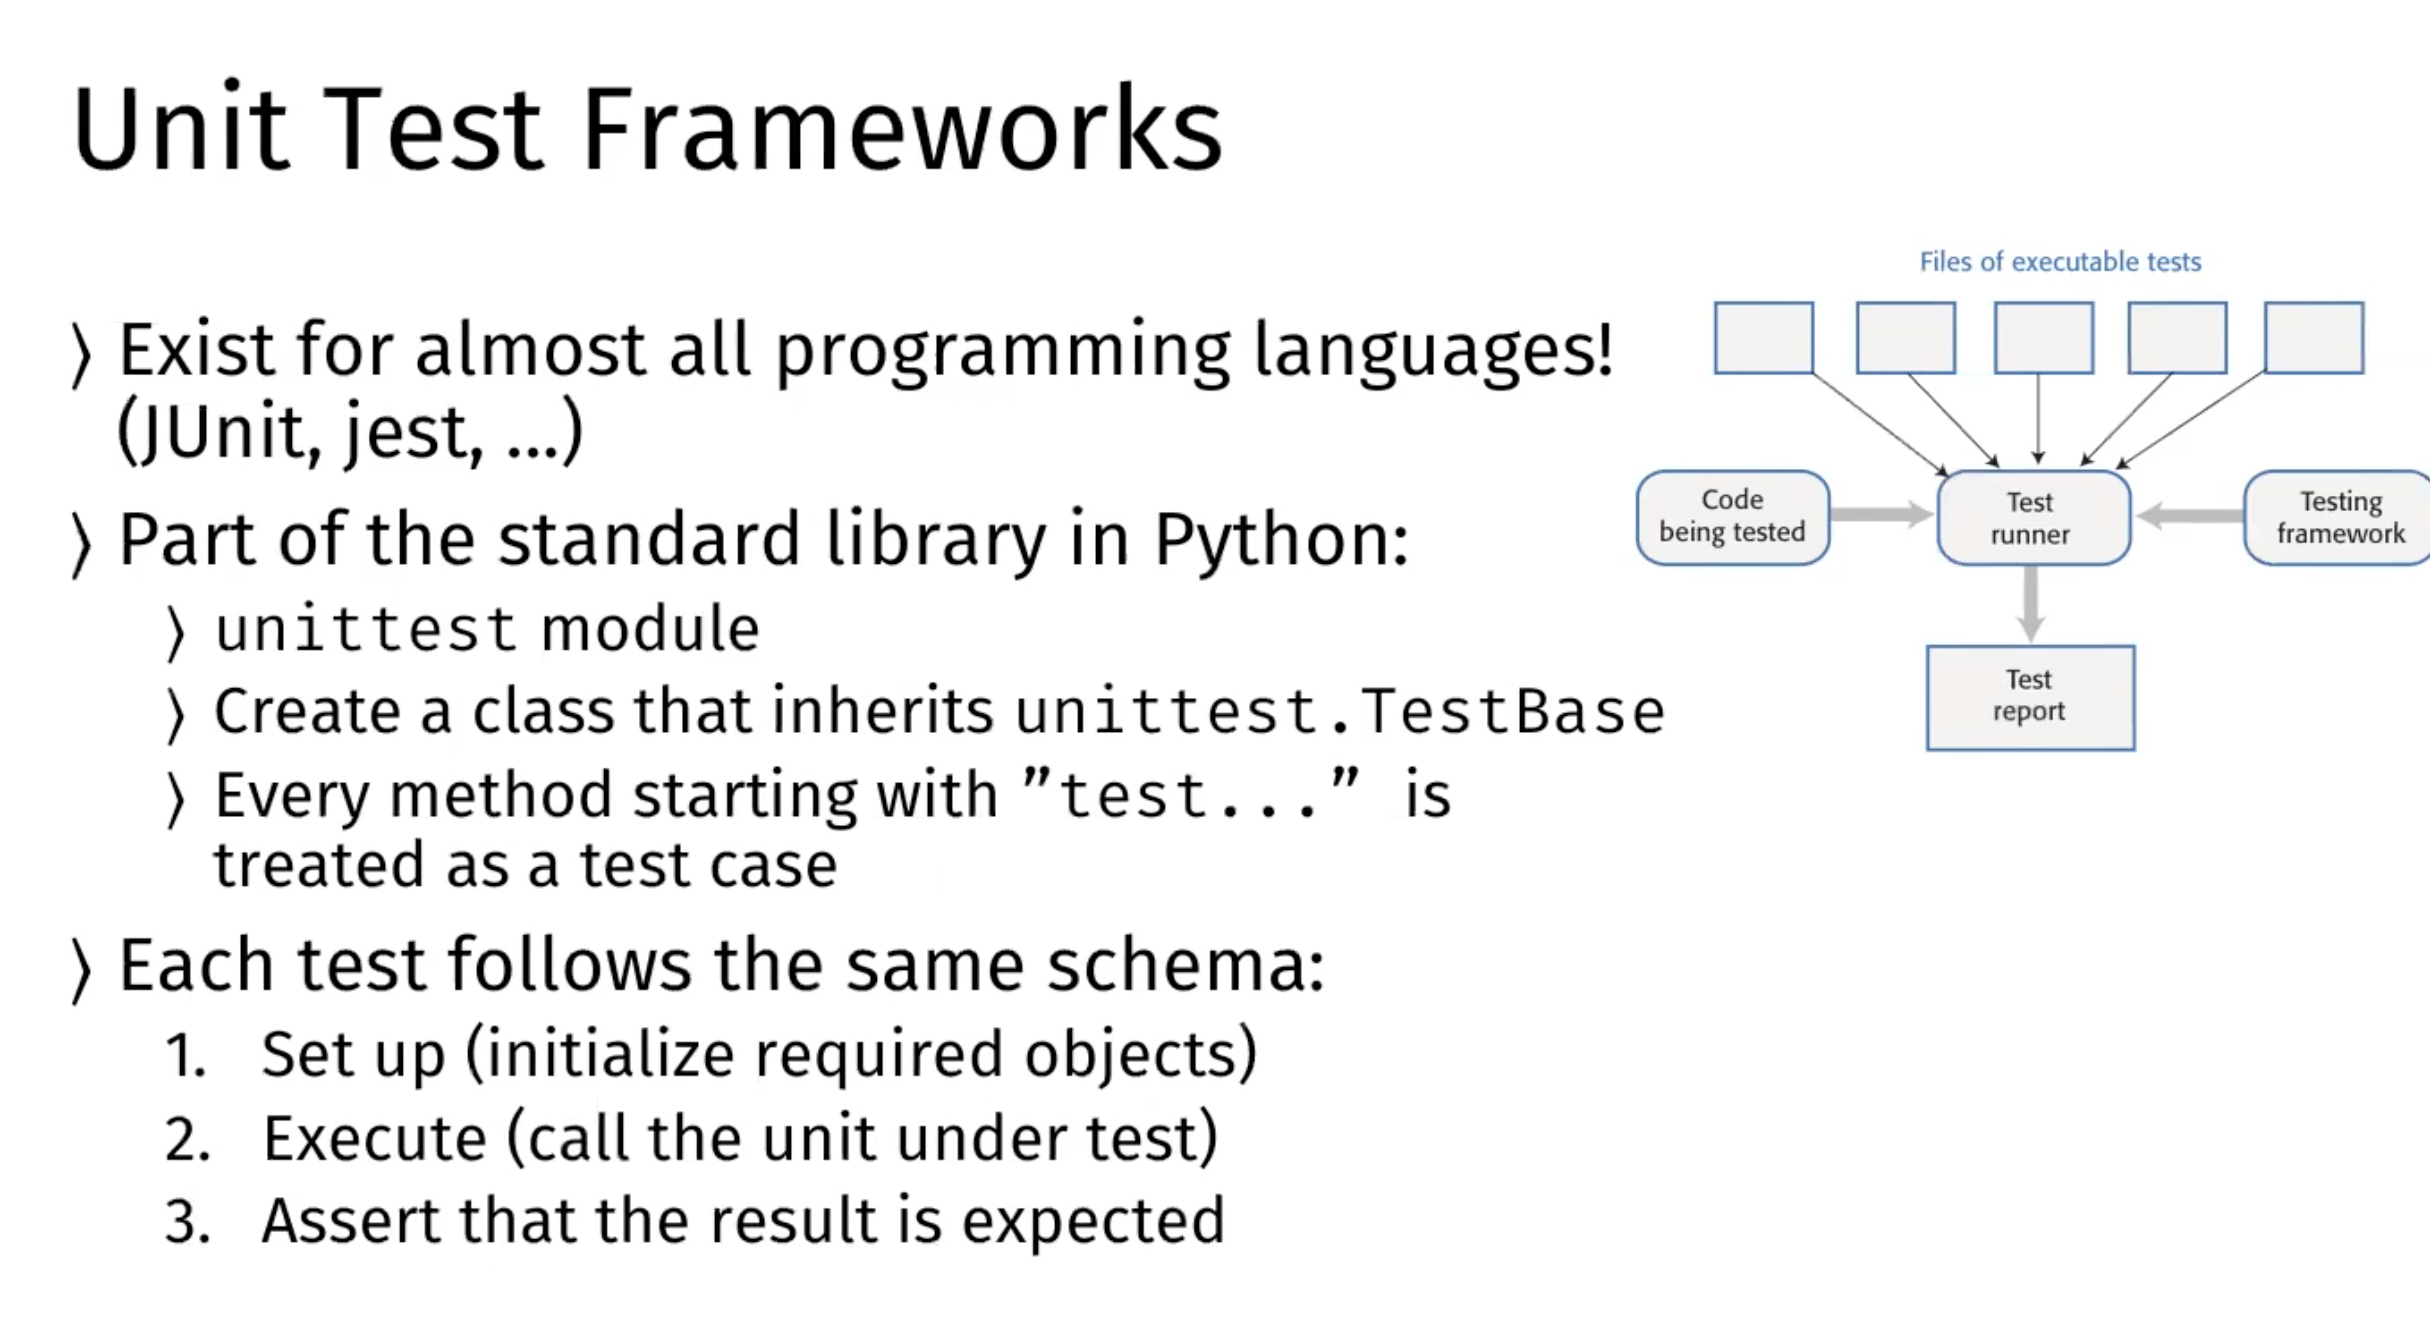 Unit Test Frameworks
⟩ Exist for almost all programming languages!
(JUnit, jest, ...)
⟩ Part of the standard library in Python:
⟩ unittest module
⟩ Create a class that inherits unittest.TestBase
⟩ Every method starting with ”test...” is
treated as a test case
⟩ Each test follows the same schema:
1. Set up (initialize required objects)
2. Execute (call the unit under test)
3. Assert that the result is expected
Files of executable tests
Code
being tested
Test
runner
Testing
framework
Test
report